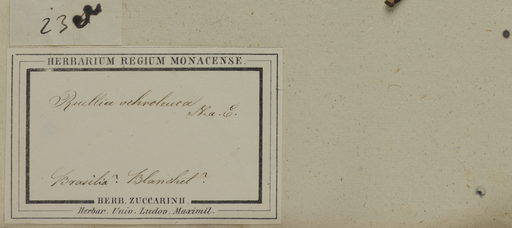 23
HERBARIUM REGIUM MONACENSE.
Ruellia ochroleuca
N. a. E.
Brasilia. Blanchet.
HERB. ZUCCARINII
Herbar. Univ. Ludov. Maximil.